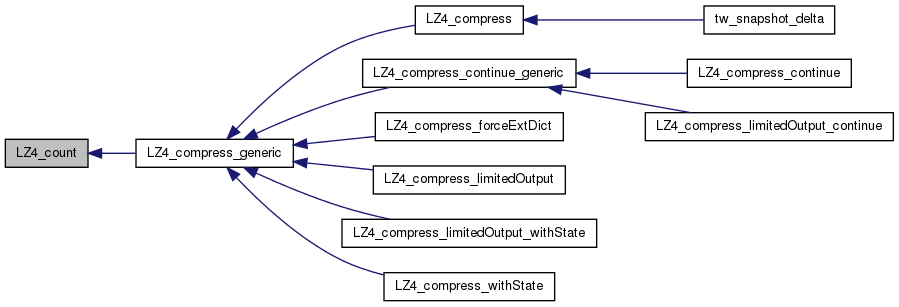 LZ4_compress
tw_snapshot_delta
LZ4_compress_continue_generic
LZ4_compress_continue
LZ4_compress_forceExtDict
LZ4_compress_limitedOutput_continue
LZ4_count
LZ4_compress_generic
LZ4_compress_limitedOutput
LZ4_compress_limitedOutput_withState
LZ4_compress_withState